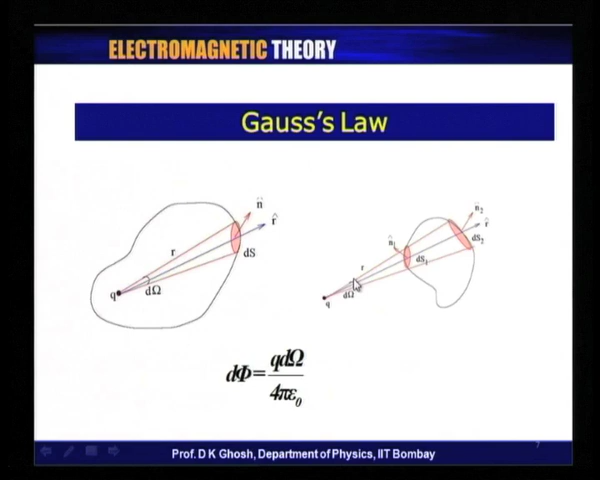 ELECTROMAGNETIC THEORY
Gauss's Law
n̂
r̂
r
dS
q
dΩ
n̂₂
r̂
n̂₁
dS₂
dS₁
r
dΩ
q
dΦ = qdΩ / 4πε₀
Prof. D K Ghosh, Department of Physics, IIT Bombay
7